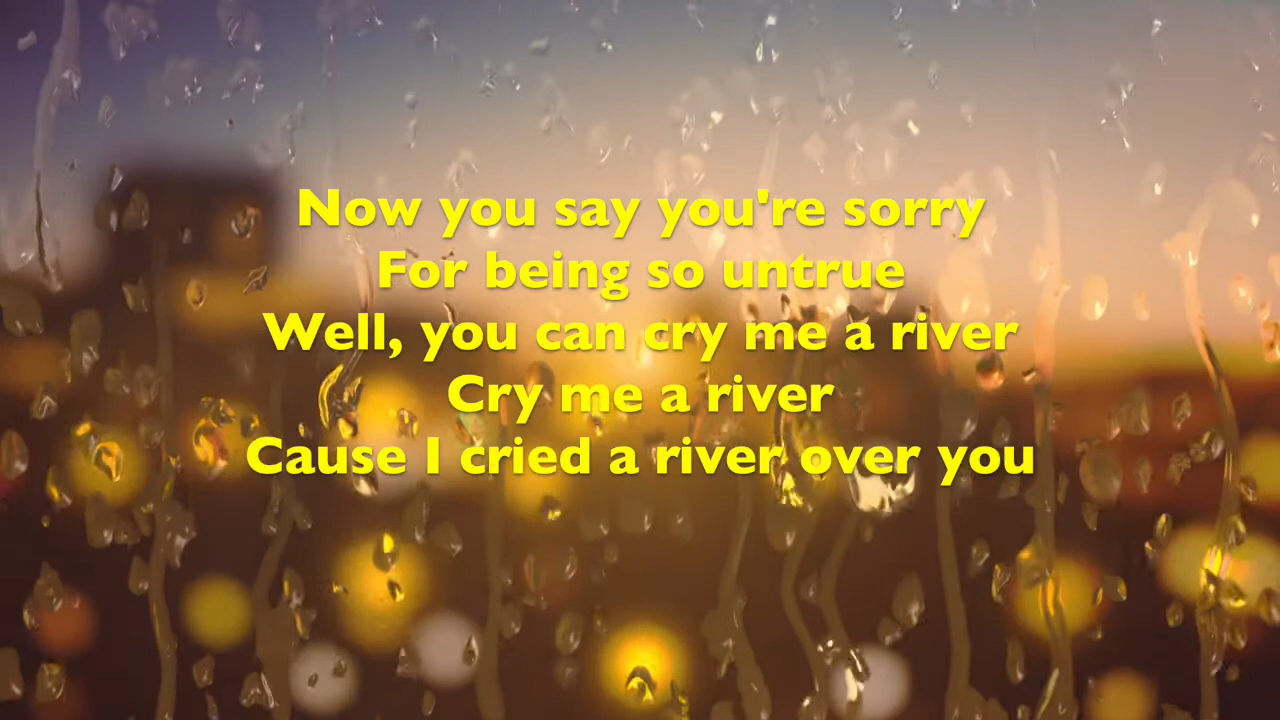 Now you say you're sorry
For being so untrue
Well, you can cry me a river
Cry me a river
Cause I cried a river over you